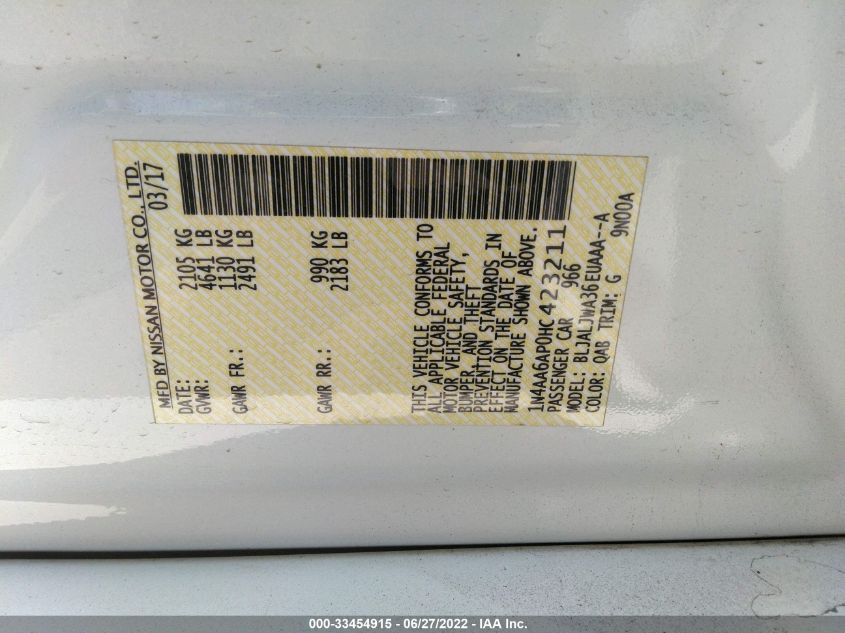 MFD BY NISSAN MOTOR CO., LTD.
DATE: 03/17
GVWR: 2105 KG
4641 LB
GAWR FR.: 1130 KG
2491 LB
GAWR RR.: 990 KG
2183 LB
THIS VEHICLE CONFORMS TO
ALL APPLICABLE FEDERAL
MOTOR VEHICLE SAFETY,
BUMPER, AND THEFT
PREVENTION STANDARDS IN
EFFECT ON THE DATE OF
MANUFACTURE SHOWN ABOVE.
1N4AA6AP0HC423211
PASSENGER CAR 966
MODEL: BLJALJWA36EUAAA--A
COLOR: QAB TRIM: G 9N00A
000-33454915 - 06/27/2022 - IAA Inc.